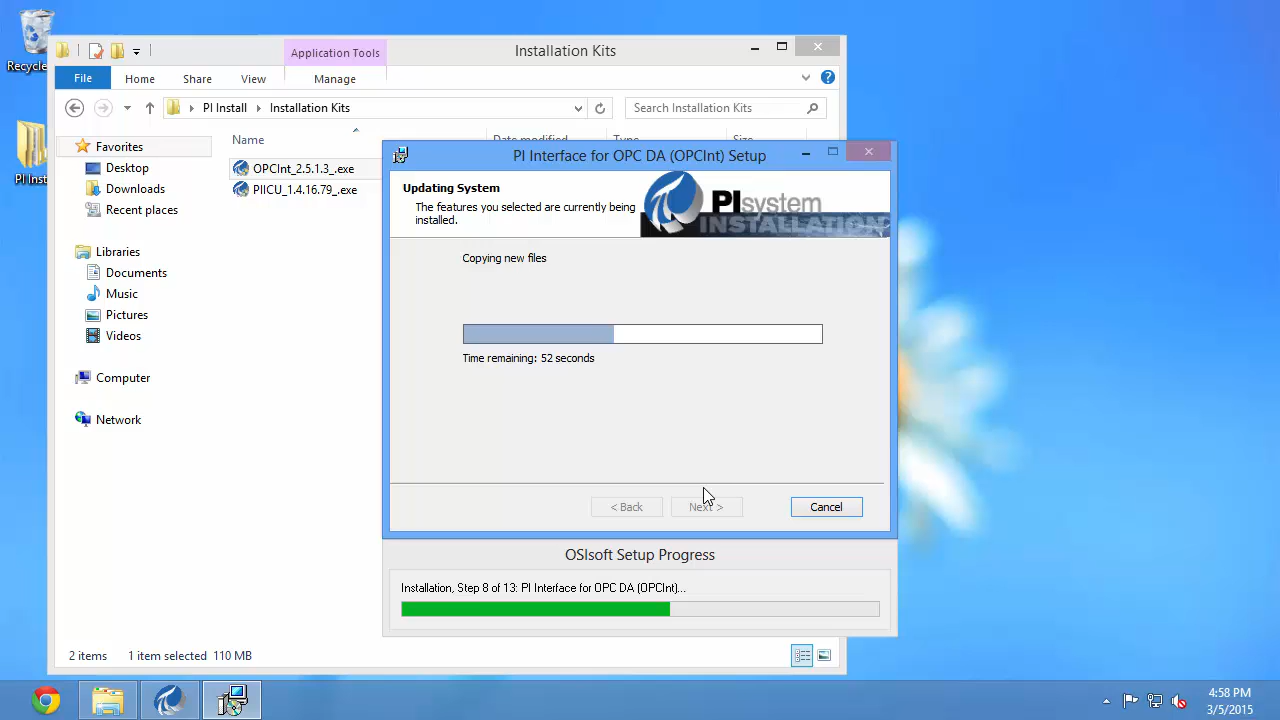 Recycle
PI Inst
Application Tools
Installation Kits
File
Home
Share
View
Manage
PI Install
Installation Kits
Search Installation Kits
Name
Date modified
Type
Size
Favorites
Desktop
Downloads
Recent places
Libraries
Documents
Music
Pictures
Videos
Computer
Network
OPCInt_2.5.1.3_.exe
PIICU_1.4.16.79_.exe
PI Interface for OPC DA (OPCInt) Setup
Updating System
The features you selected are currently being
installed.
PIsystem
INSTALLATION
Copying new files
Time remaining: 52 seconds
< Back
Next >
Cancel
OSIsoft Setup Progress
Installation, Step 8 of 13: PI Interface for OPC DA (OPCInt)...
2 items
1 item selected 110 MB
4:58 PM
3/5/2015